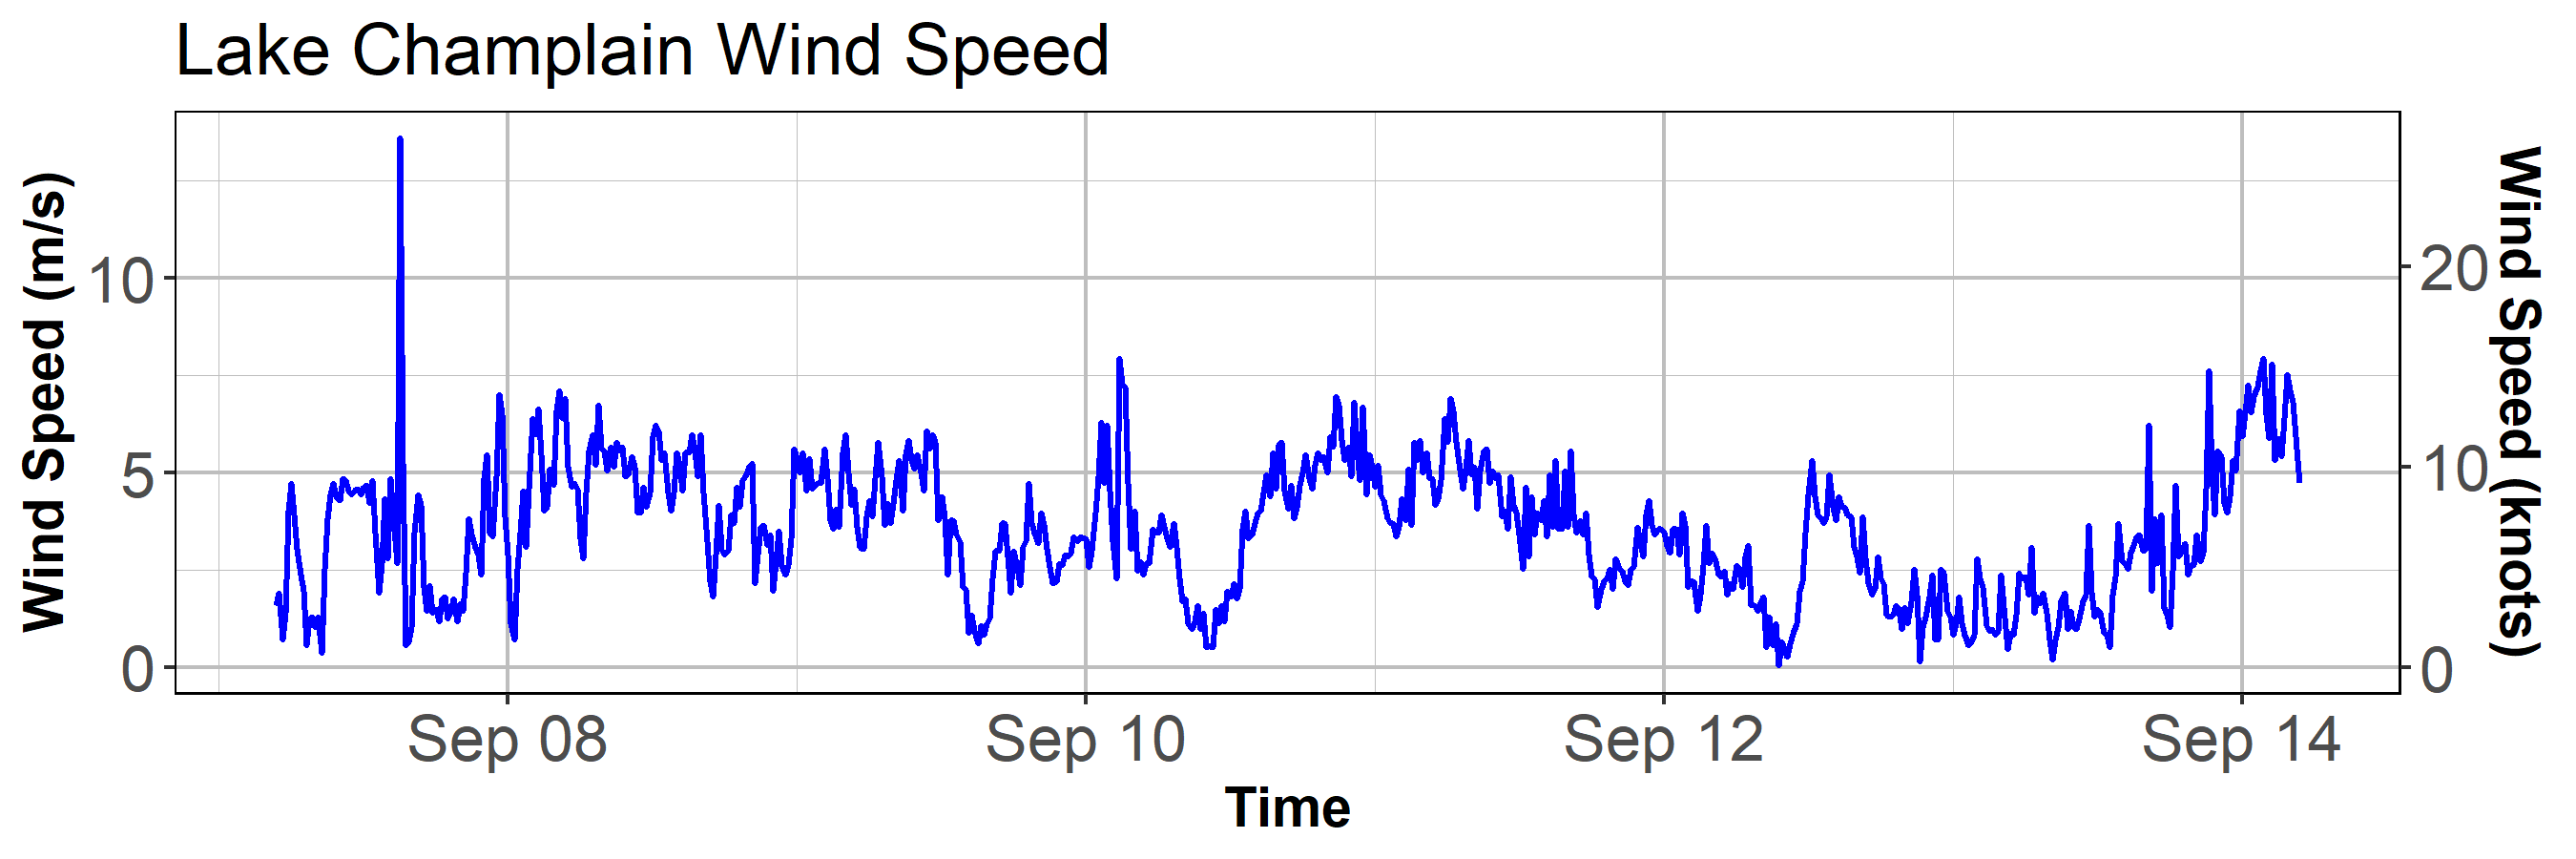 Lake Champlain Wind Speed
Wind Speed (m/s)
10
5
0
20
10
0
Wind Speed (knots)
Sep 08
Sep 10
Sep 12
Sep 14
Time